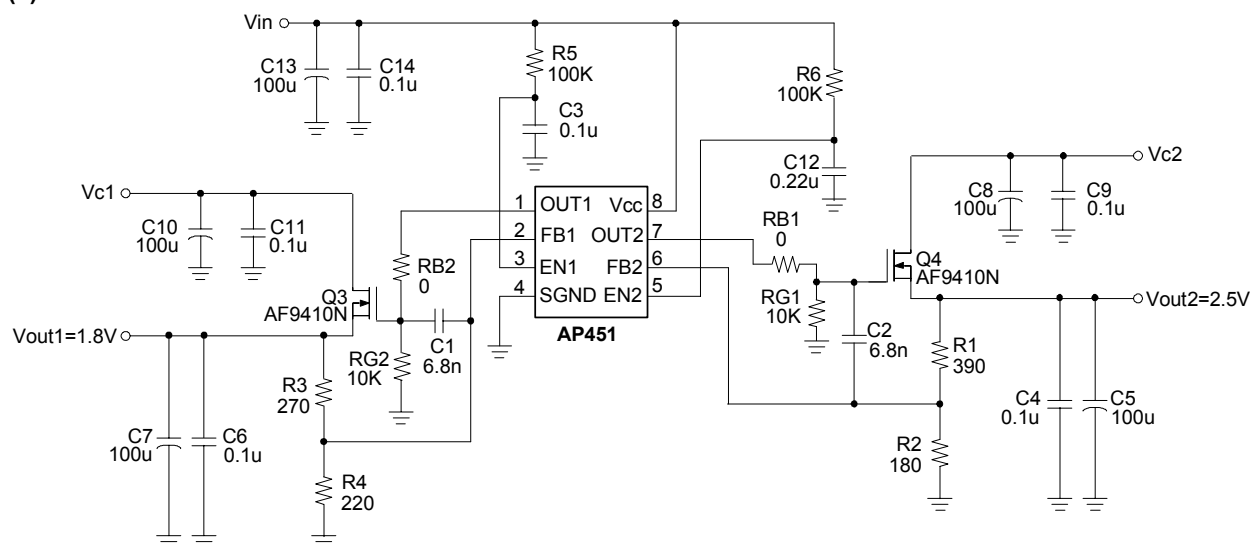 Vin
C13
100u
C14
0.1u
R5
100K
C3
0.1u
R6
100K
C12
0.22u
Vc1
C10
100u
C11
0.1u
RB2
0
1 OUT1 Vcc 8
2 FB1 OUT2 7
3 EN1 FB2 6
4 SGND EN2 5
AP451
RB1
0
RG1
10K
C2
6.8n
Vc2
C8
100u
C9
0.1u
Q4
AF9410N
Vout2=2.5V
Q3
AF9410N
Vout1=1.8V
C1
6.8n
RG2
10K
R3
270
R4
220
C7
100u
C6
0.1u
R1
390
R2
180
C4
0.1u
C5
100u